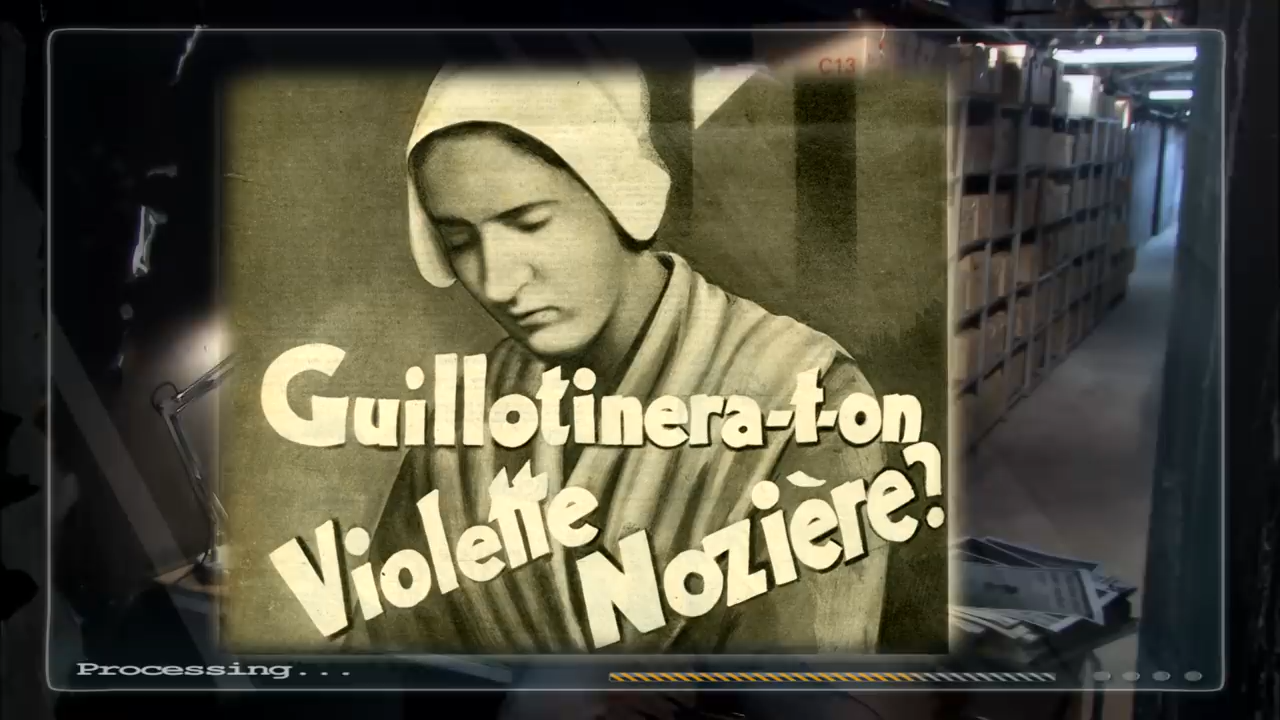 C13
Guillotinera-t-on
Violette
Nozière?
Processing...